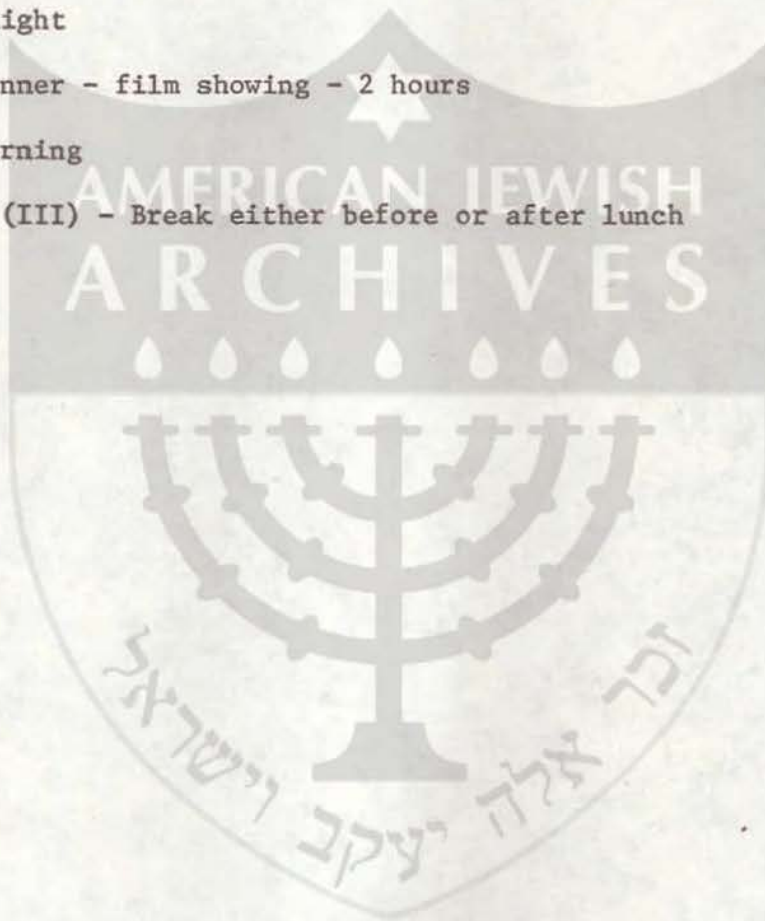 ight
nner - film showing - 2 hours
rning
(III) - Break either before or after lunch
AMERICAN JEWISH
ARCHIVES
זכר אלה יעקב וישראל